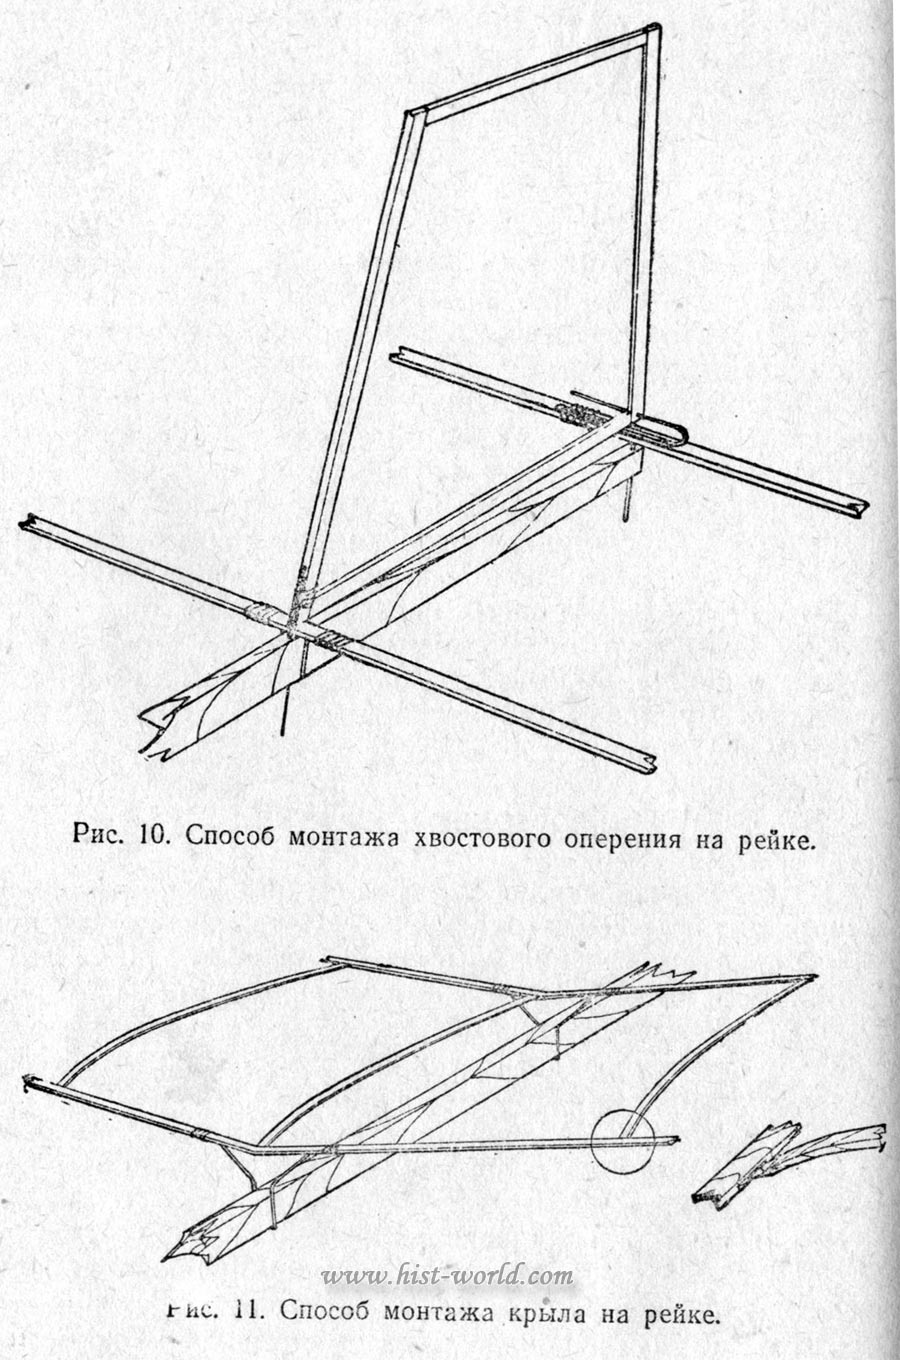 Рис. 10. Способ монтажа хвостового оперения на рейке.
www.hist-world.com
Рис. 11. Способ монтажа крыла на рейке.